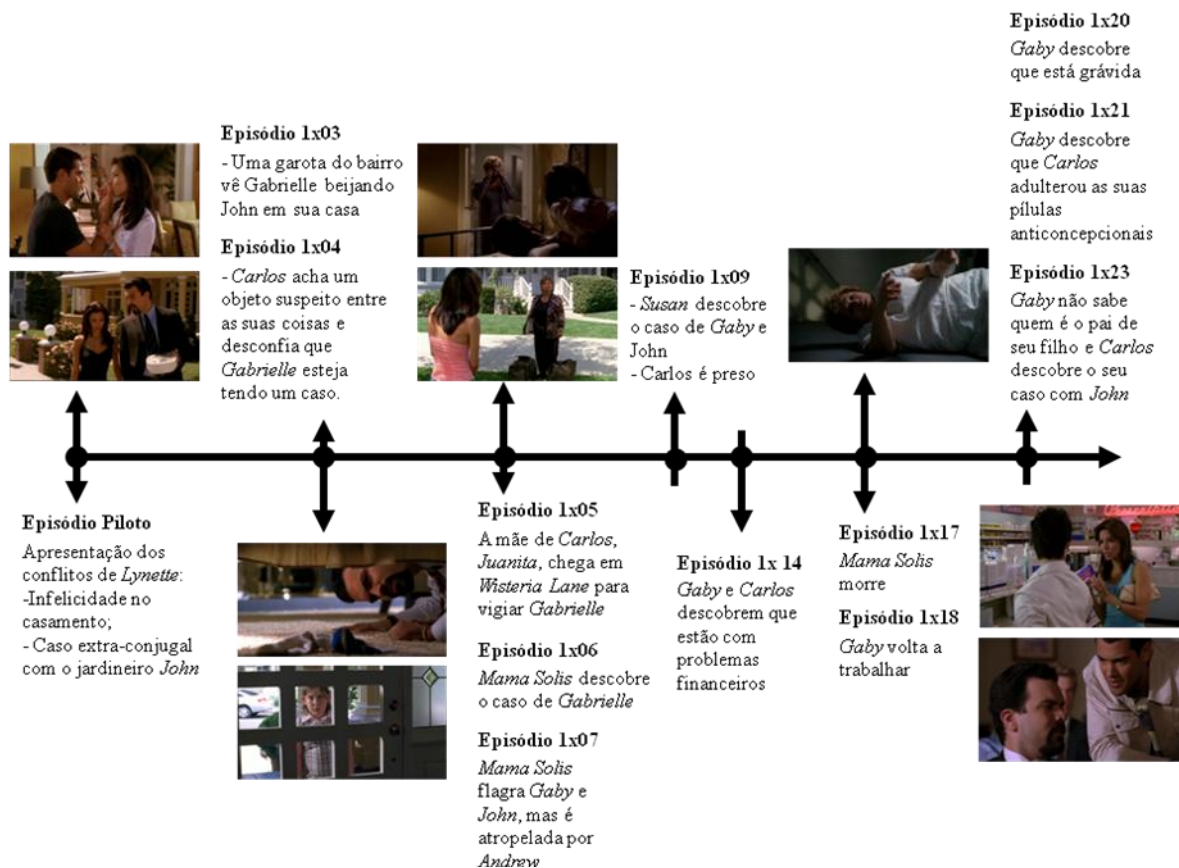 Episódio Piloto
Apresentação dos
conflitos de Lynette:
-Infelicidade no
casamento;
- Caso extra-conjugal
com o jardineiro John
Episódio 1x03
- Uma garota do bairro
vê Gabrielle beijando
John em sua casa
Episódio 1x04
- Carlos acha um
objeto suspeito entre
as suas coisas e
desconfia que
Gabrielle esteja
tendo um caso.
Episódio 1x05
A mãe de Carlos,
Juanita, chega em
Wisteria Lane para
vigiar Gabrielle
Episódio 1x06
Mama Solis descobre
o caso de Gabrielle
Episódio 1x07
Mama Solis
flagra Gaby e
John, mas é
atropelada por
Andrew
Episódio 1x09
- Susan descobre
o caso de Gaby e
John
- Carlos é preso
Episódio 1x 14
Gaby e Carlos
descobrem que
estão com
problemas
financeiros
Episódio 1x17
Mama Solis
morre
Episódio 1x18
Gaby volta a
trabalhar
Episódio 1x20
Gaby descobre
que está grávida
Episódio 1x21
Gaby descobre
que Carlos
adulterou as suas
pílulas
anticoncepcionais
Episódio 1x23
Gaby não sabe
quem é o pai de
seu filho e Carlos
descobre o seu
caso com John